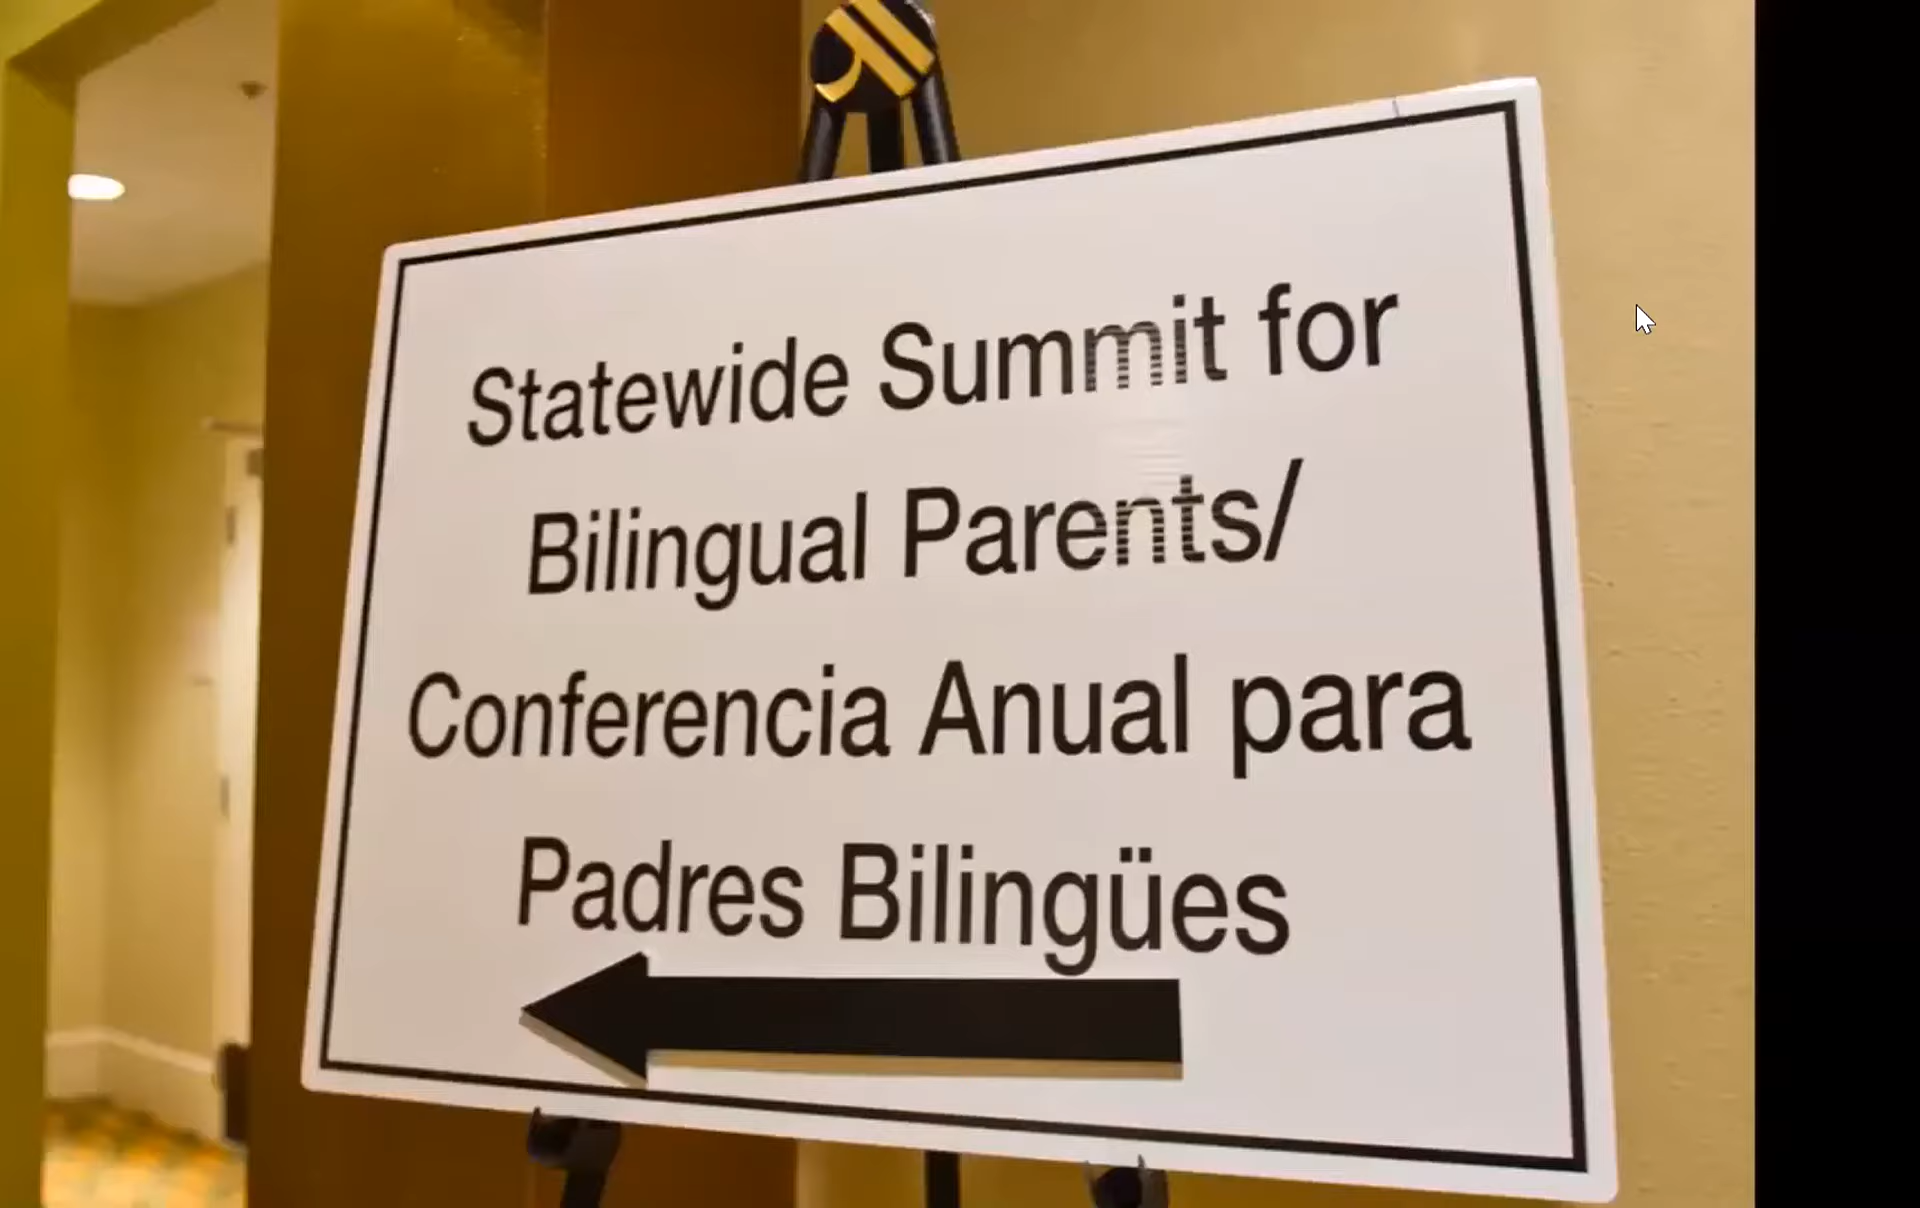 Statewide Summit for
Bilingual Parents/
Conferencia Anual para
Padres Bilingües